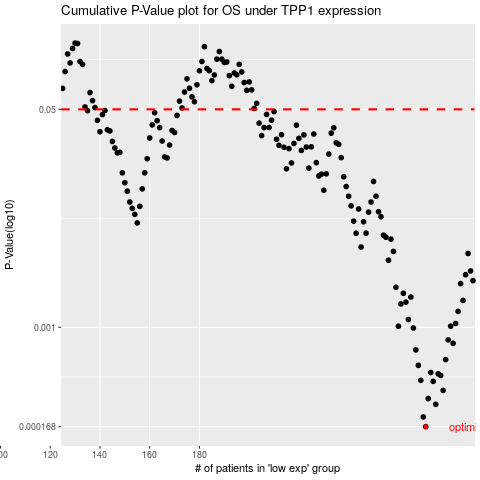 Cumulative P-Value plot for OS under TPP1 expression
P-Value(log10)
0.05
0.001
0.000168
optim
00
120
140
160
180
# of patients in 'low exp' group